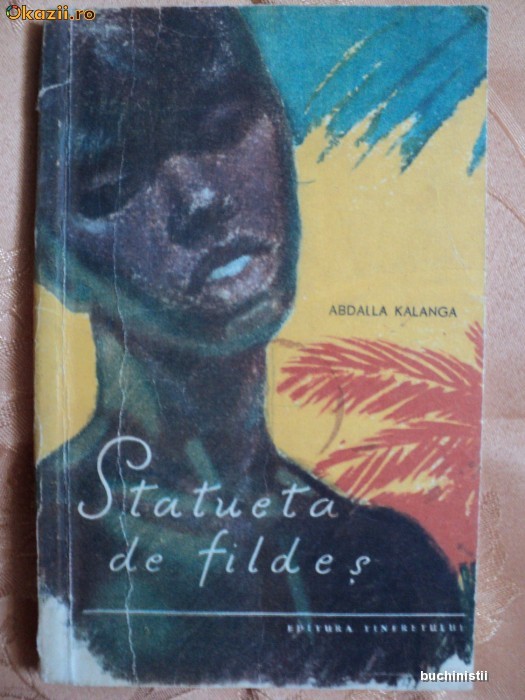 Okazii.ro
ABDALLA KALANGA
Statueta
de fildeș
EDITURA TINERETULUI
buchinistii